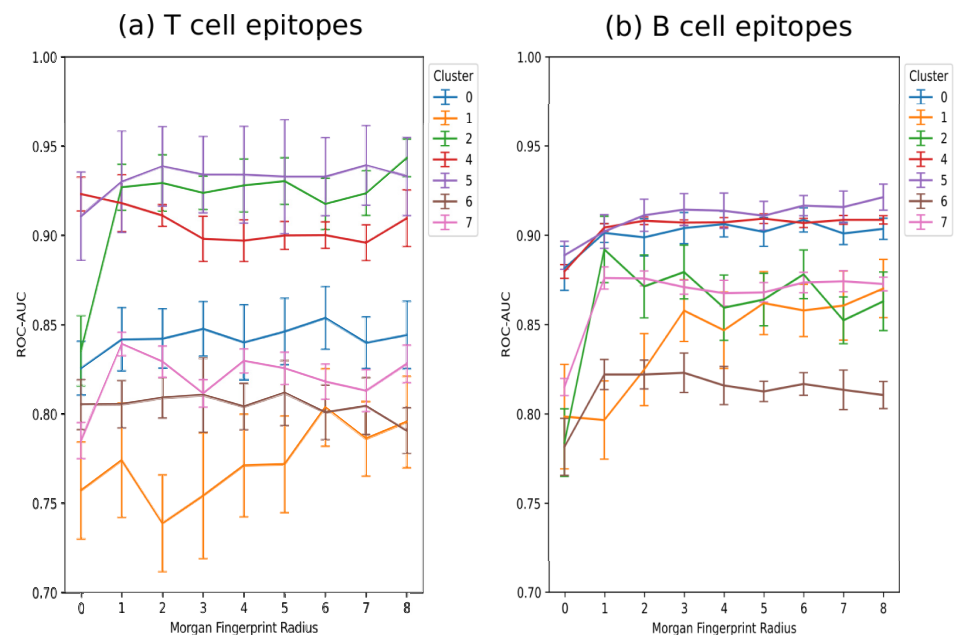 (a) T cell epitopes
ROC-AUC
1.00
0.95
0.90
0.85
0.80
0.75
0.70
0 1 2 3 4 5 6 7 8
Morgan Fingerprint Radius
Cluster
0
1
2
4
5
6
7
(b) B cell epitopes
ROC-AUC
1.00
0.95
0.90
0.85
0.80
0.75
0.70
0 1 2 3 4 5 6 7 8
Morgan Fingerprint Radius
Cluster
0
1
2
4
5
6
7